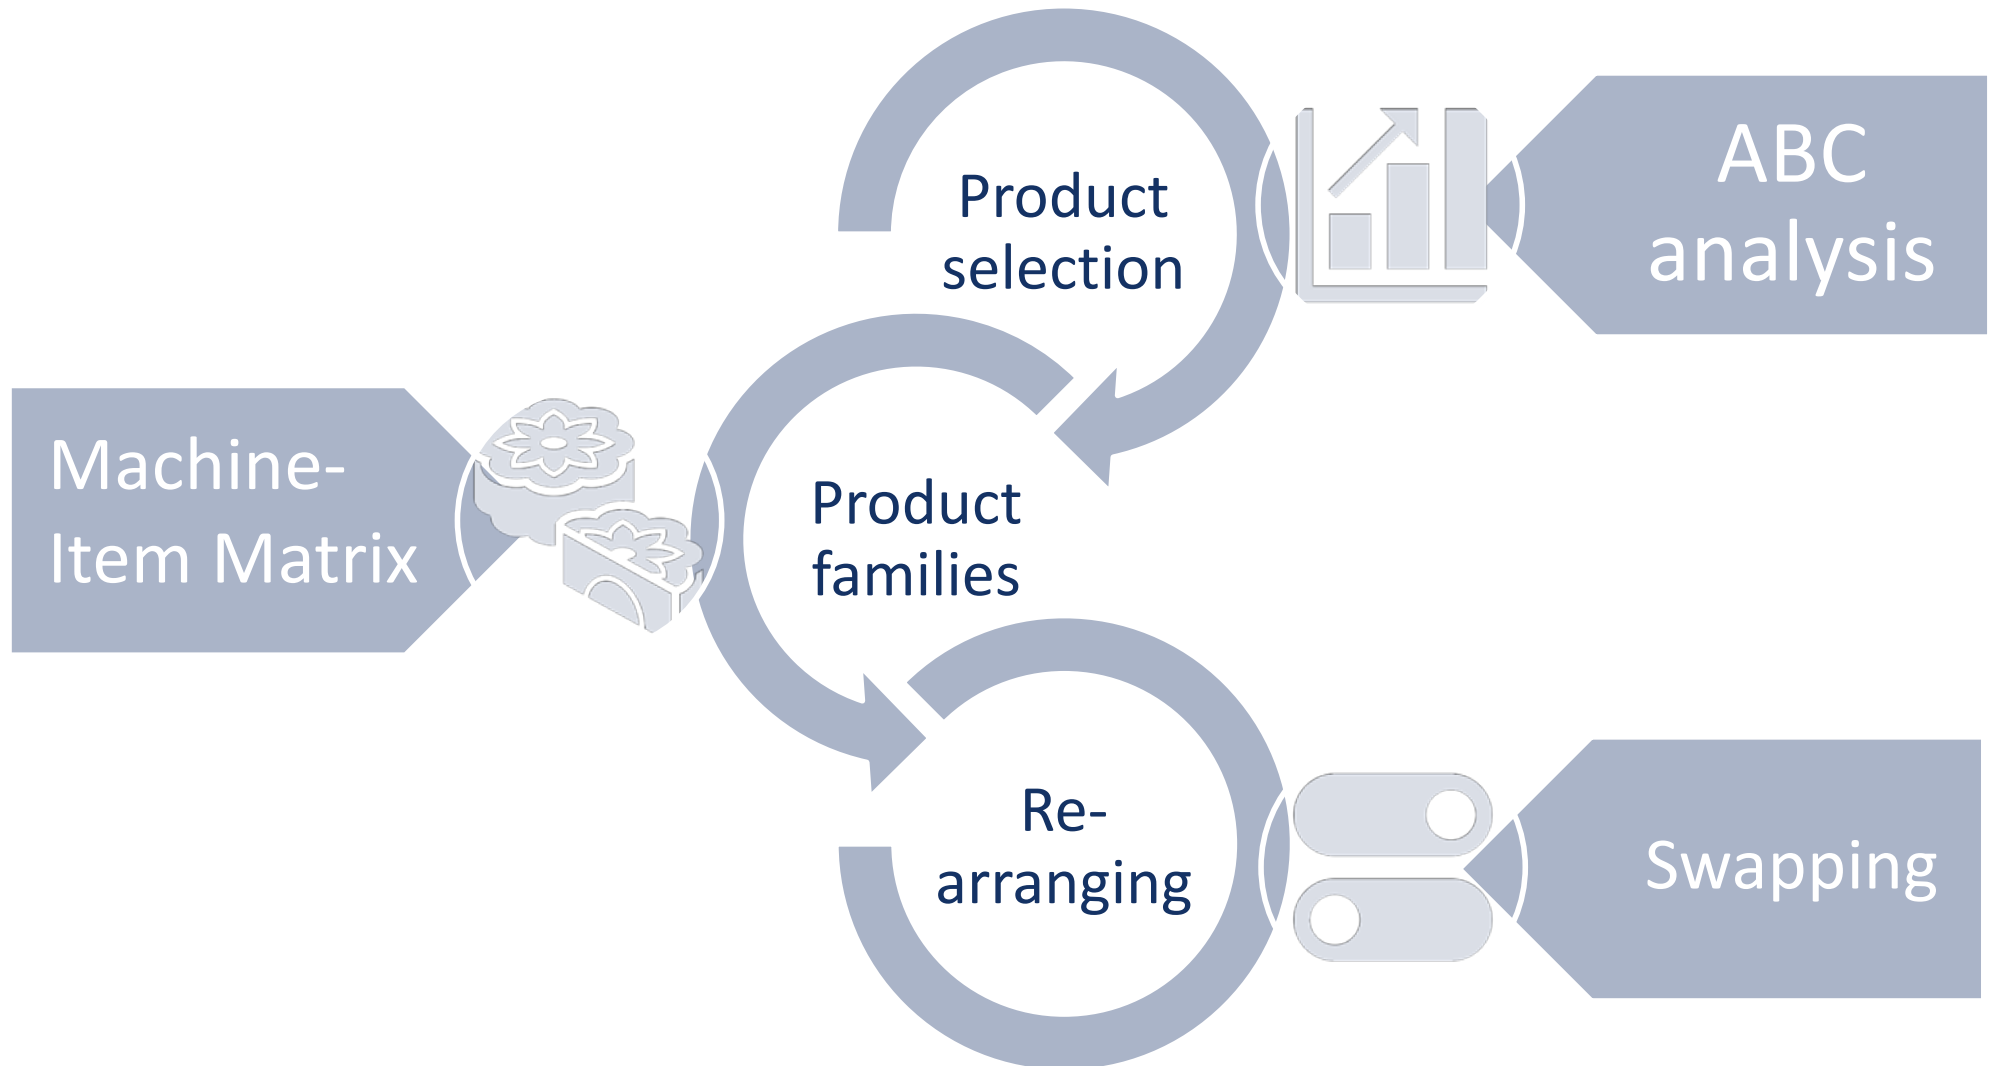 Product
selection
ABC
analysis
Machine-
Item Matrix
Product
families
Re-
arranging
Swapping